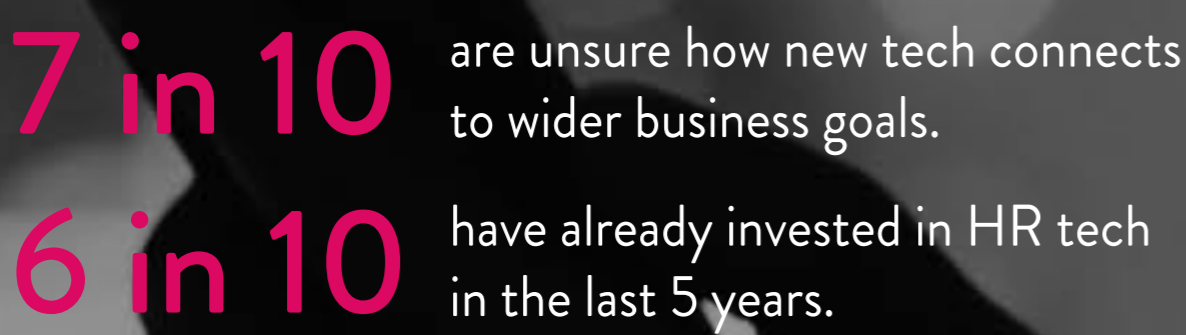 7 in 10
are unsure how new tech connects
to wider business goals.
6 in 10
have already invested in HR tech
in the last 5 years.